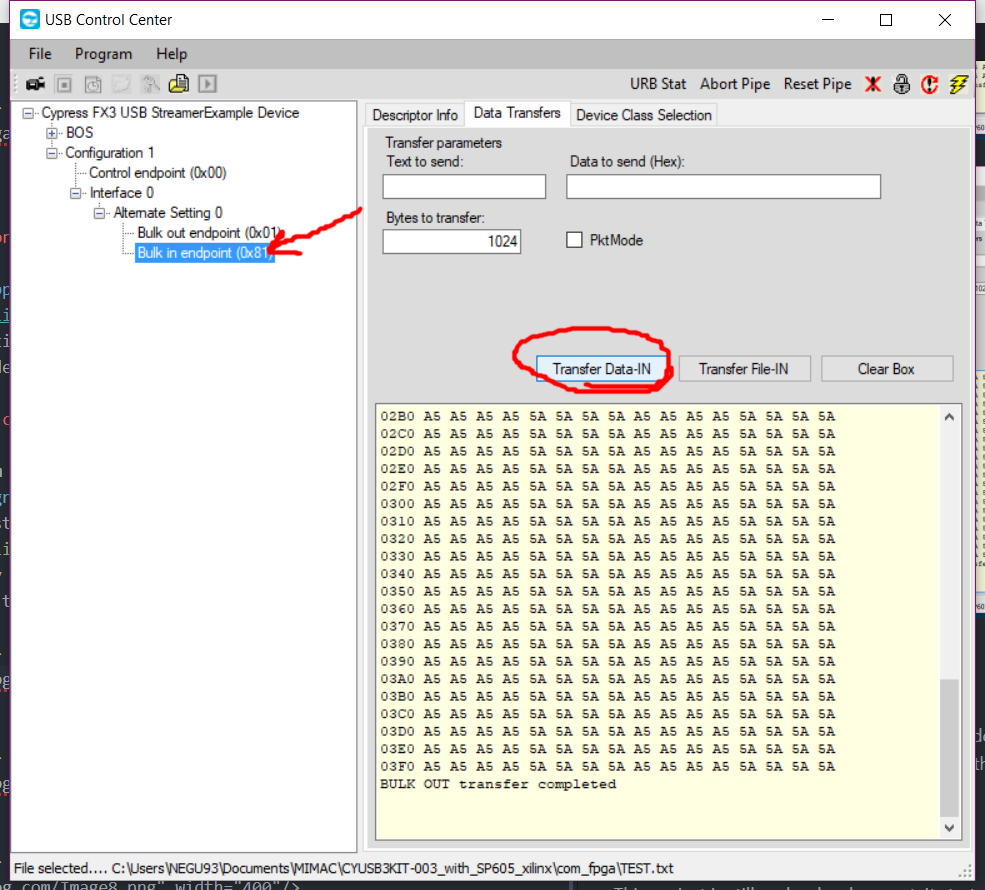 USB Control Center
File Program Help
URB Stat Abort Pipe Reset Pipe
Cypress FX3 USB StreamerExample Device
BOS
Configuration 1
Control endpoint (0x00)
Interface 0
Alternate Setting 0
Bulk out endpoint (0x01)
Bulk in endpoint (0x81)
Descriptor Info Data Transfers Device Class Selection
Transfer parameters
Text to send: Data to send (Hex):
Bytes to transfer:
1024 PktMode
Transfer Data-IN Transfer File-IN Clear Box
02B0 A5 A5 A5 A5 5A 5A 5A 5A A5 A5 A5 A5 5A 5A 5A 5A
02C0 A5 A5 A5 A5 5A 5A 5A 5A A5 A5 A5 A5 5A 5A 5A 5A
02D0 A5 A5 A5 A5 5A 5A 5A 5A A5 A5 A5 A5 5A 5A 5A 5A
02E0 A5 A5 A5 A5 5A 5A 5A 5A A5 A5 A5 A5 5A 5A 5A 5A
02F0 A5 A5 A5 A5 5A 5A 5A 5A A5 A5 A5 A5 5A 5A 5A 5A
0300 A5 A5 A5 A5 5A 5A 5A 5A A5 A5 A5 A5 5A 5A 5A 5A
0310 A5 A5 A5 A5 5A 5A 5A 5A A5 A5 A5 A5 5A 5A 5A 5A
0320 A5 A5 A5 A5 5A 5A 5A 5A A5 A5 A5 A5 5A 5A 5A 5A
0330 A5 A5 A5 A5 5A 5A 5A 5A A5 A5 A5 A5 5A 5A 5A 5A
0340 A5 A5 A5 A5 5A 5A 5A 5A A5 A5 A5 A5 5A 5A 5A 5A
0350 A5 A5 A5 A5 5A 5A 5A 5A A5 A5 A5 A5 5A 5A 5A 5A
0360 A5 A5 A5 A5 5A 5A 5A 5A A5 A5 A5 A5 5A 5A 5A 5A
0370 A5 A5 A5 A5 5A 5A 5A 5A A5 A5 A5 A5 5A 5A 5A 5A
0380 A5 A5 A5 A5 5A 5A 5A 5A A5 A5 A5 A5 5A 5A 5A 5A
0390 A5 A5 A5 A5 5A 5A 5A 5A A5 A5 A5 A5 5A 5A 5A 5A
03A0 A5 A5 A5 A5 5A 5A 5A 5A A5 A5 A5 A5 5A 5A 5A 5A
03B0 A5 A5 A5 A5 5A 5A 5A 5A A5 A5 A5 A5 5A 5A 5A 5A
03C0 A5 A5 A5 A5 5A 5A 5A 5A A5 A5 A5 A5 5A 5A 5A 5A
03D0 A5 A5 A5 A5 5A 5A 5A 5A A5 A5 A5 A5 5A 5A 5A 5A
03E0 A5 A5 A5 A5 5A 5A 5A 5A A5 A5 A5 A5 5A 5A 5A 5A
03F0 A5 A5 A5 A5 5A 5A 5A 5A A5 A5 A5 A5 5A 5A 5A 5A
BULK OUT transfer completed
File selected.... C:\Users\NEGU93\Documents\MIMAC\CYUSB3KIT-003_with_SP605_xilinx\com_fpga\TEST.txt